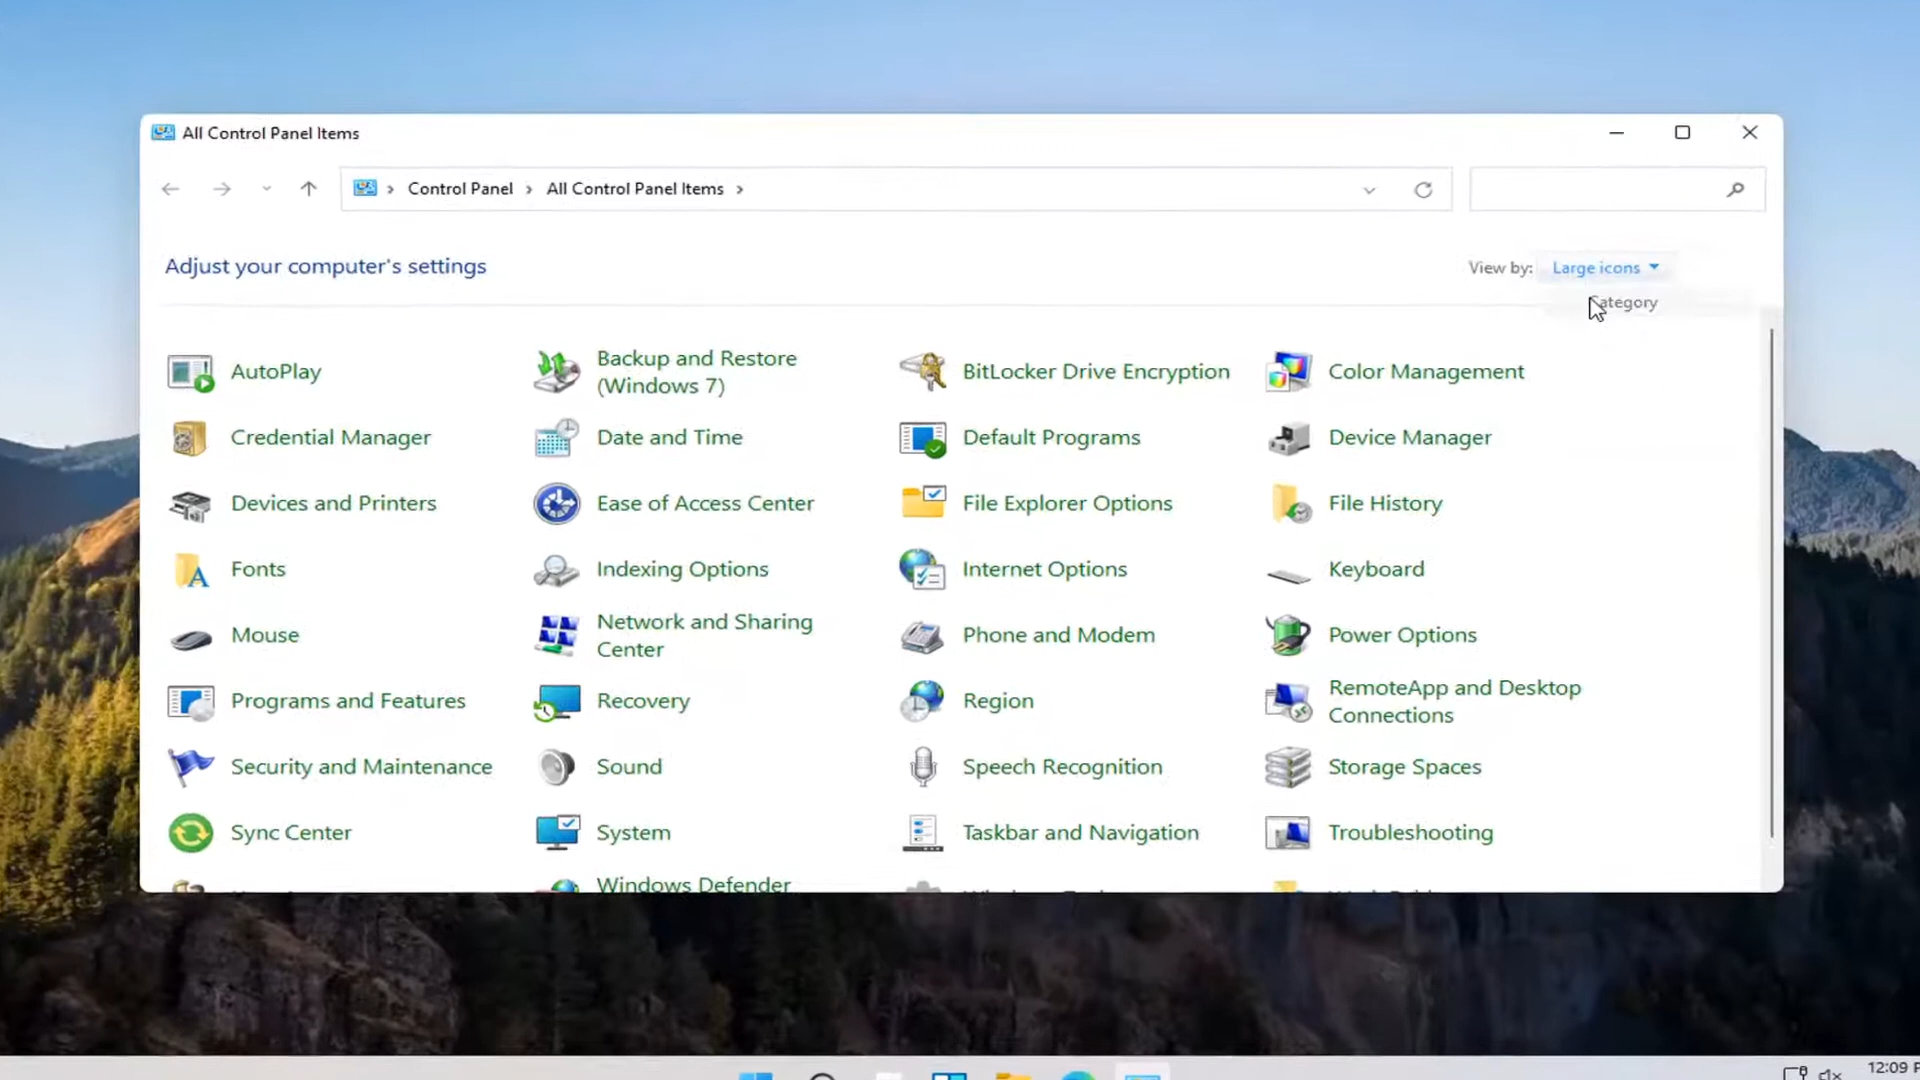 All Control Panel Items
Control Panel
All Control Panel Items
Adjust your computer's settings
View by:
Large icons
Category
AutoPlay
Backup and Restore
(Windows 7)
BitLocker Drive Encryption
Color Management
Credential Manager
Date and Time
Default Programs
Device Manager
Devices and Printers
Ease of Access Center
File Explorer Options
File History
Fonts
Indexing Options
Internet Options
Keyboard
Mouse
Network and Sharing
Center
Phone and Modem
Power Options
Programs and Features
Recovery
Region
RemoteApp and Desktop
Connections
Security and Maintenance
Sound
Speech Recognition
Storage Spaces
Sync Center
System
Taskbar and Navigation
Troubleshooting
Windows Defender
12:09